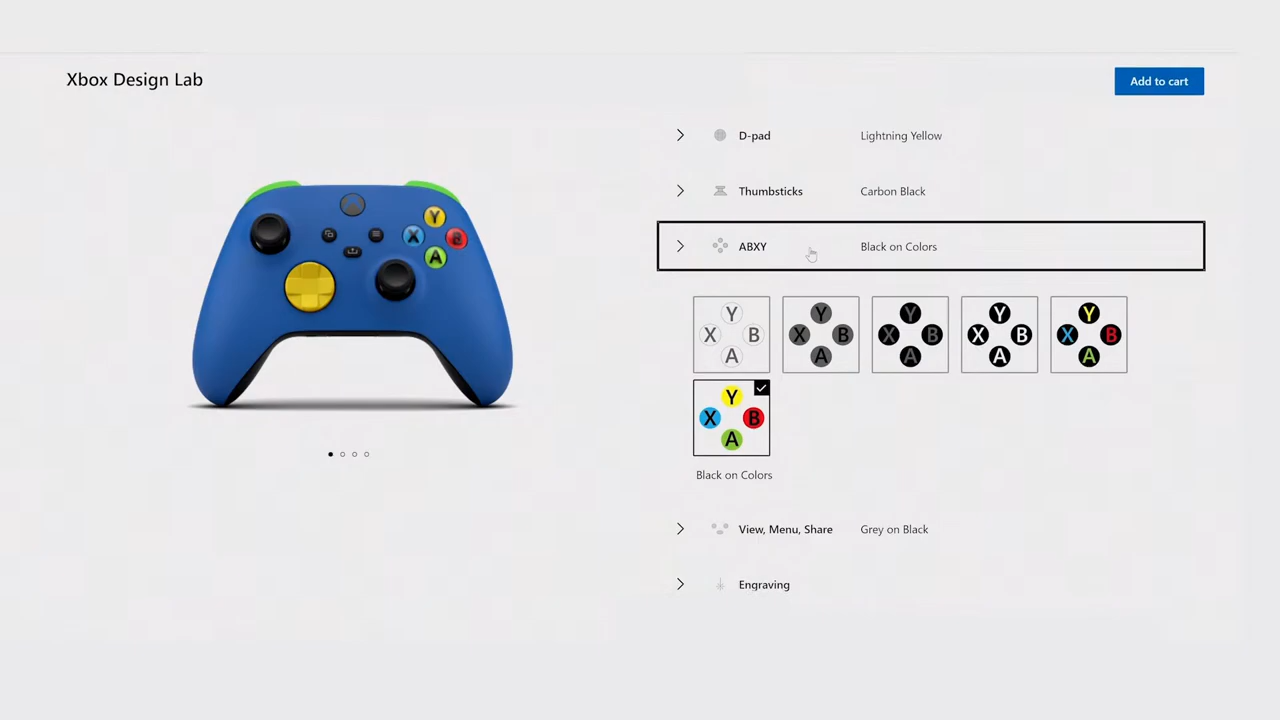 Xbox Design Lab
Add to cart
D-pad Lightning Yellow
Thumbsticks Carbon Black
ABXY Black on Colors
Y
X B
A
Y Y Y Y Y
X B X B X B X B X B
A A A A A
Y
X B
A
Black on Colors
View, Menu, Share Grey on Black
Engraving